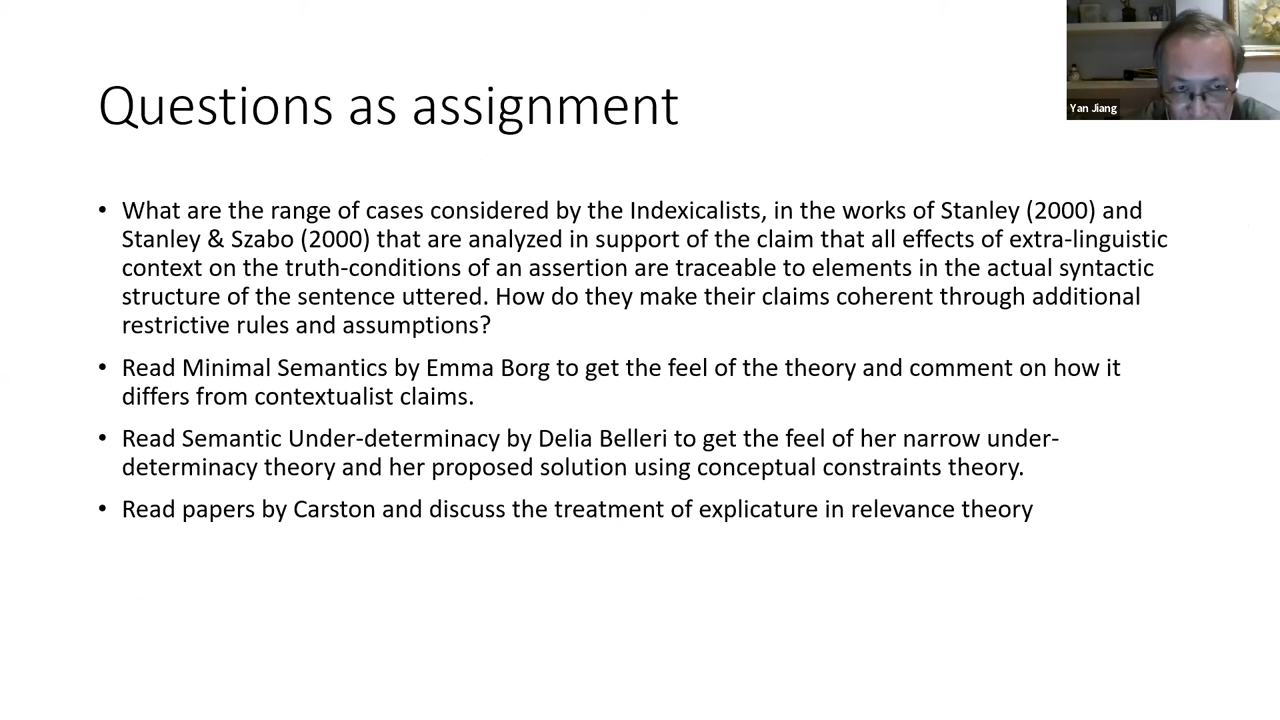 Questions as assignment
Yan Jiang
• What are the range of cases considered by the Indexicalists, in the works of Stanley (2000) and
Stanley & Szabo (2000) that are analyzed in support of the claim that all effects of extra-linguistic
context on the truth-conditions of an assertion are traceable to elements in the actual syntactic
structure of the sentence uttered. How do they make their claims coherent through additional
restrictive rules and assumptions?
• Read Minimal Semantics by Emma Borg to get the feel of the theory and comment on how it
differs from contextualist claims.
• Read Semantic Under-determinacy by Delia Belleri to get the feel of her narrow under-
determinacy theory and her proposed solution using conceptual constraints theory.
• Read papers by Carston and discuss the treatment of explicature in relevance theory